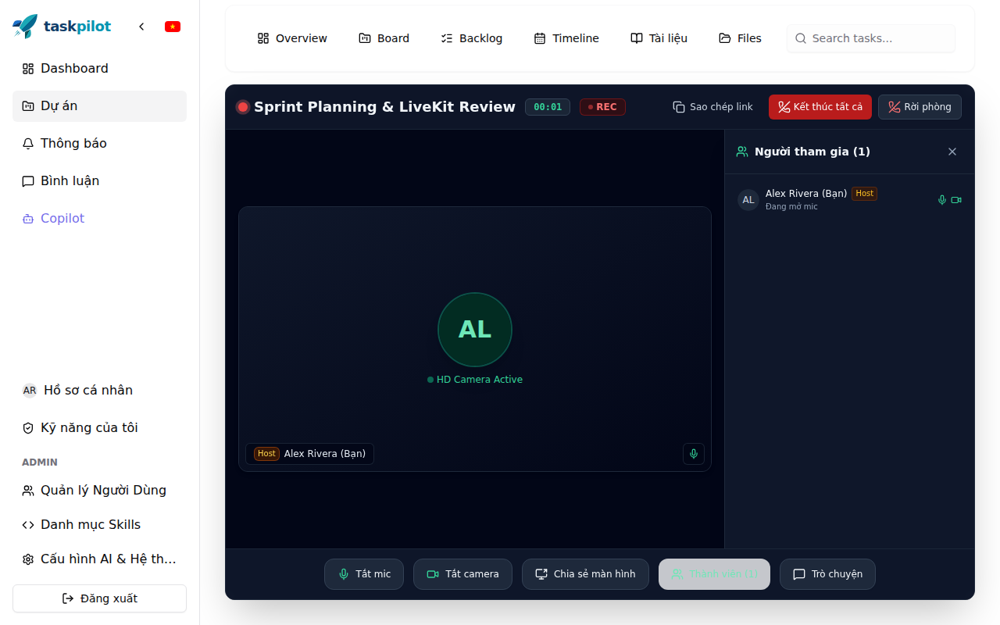 taskpilot
Dashboard
Dự án
Thông báo
Bình luận
Copilot
AR Hồ sơ cá nhân
Kỹ năng của tôi
ADMIN
Quản lý Người Dùng
Danh mục Skills
Cấu hình AI & Hệ th...
Đăng xuất
Overview Board Backlog Timeline Tài liệu Files Search tasks...
Sprint Planning & LiveKit Review 00:01 REC Sao chép link Kết thúc tất cả Rời phòng
AL
HD Camera Active
Host Alex Rivera (Bạn)
Người tham gia (1)
AL Alex Rivera (Bạn) Host
Đang mở mic
Tắt mic Tắt camera Chia sẻ màn hình Thành viên (1) Trò chuyện